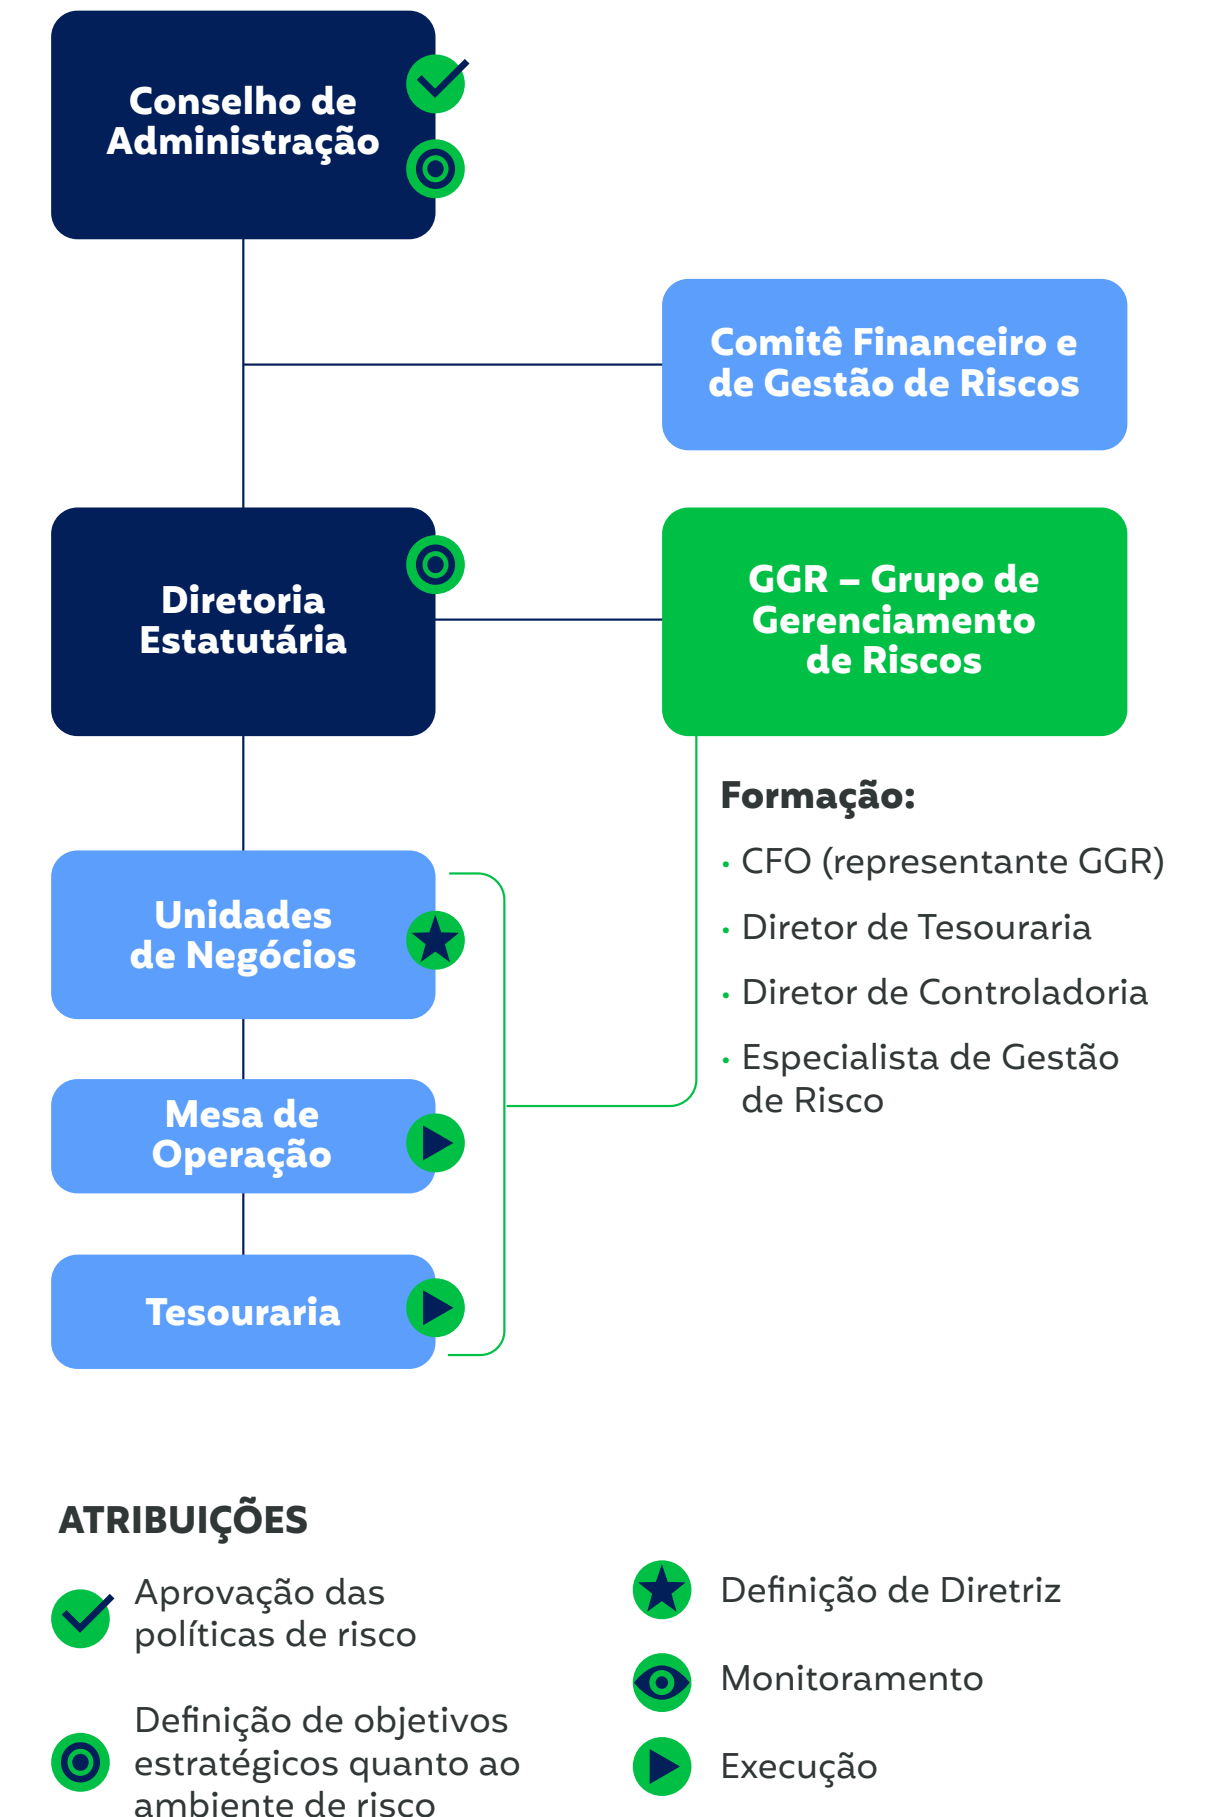 Conselho de
Administração
Comitê Financeiro e
de Gestão de Riscos
Diretoria
Estatutária
GGR – Grupo de
Gerenciamento
de Riscos
Formação:
• CFO (representante GGR)
• Diretor de Tesouraria
• Diretor de Controladoria
• Especialista de Gestão
de Risco
Unidades
de Negócios
Mesa de
Operação
Tesouraria
ATRIBUIÇÕES
Aprovação das
políticas de risco
Definição de objetivos
estratégicos quanto ao
ambiente de risco
Definição de Diretriz
Monitoramento
Execução